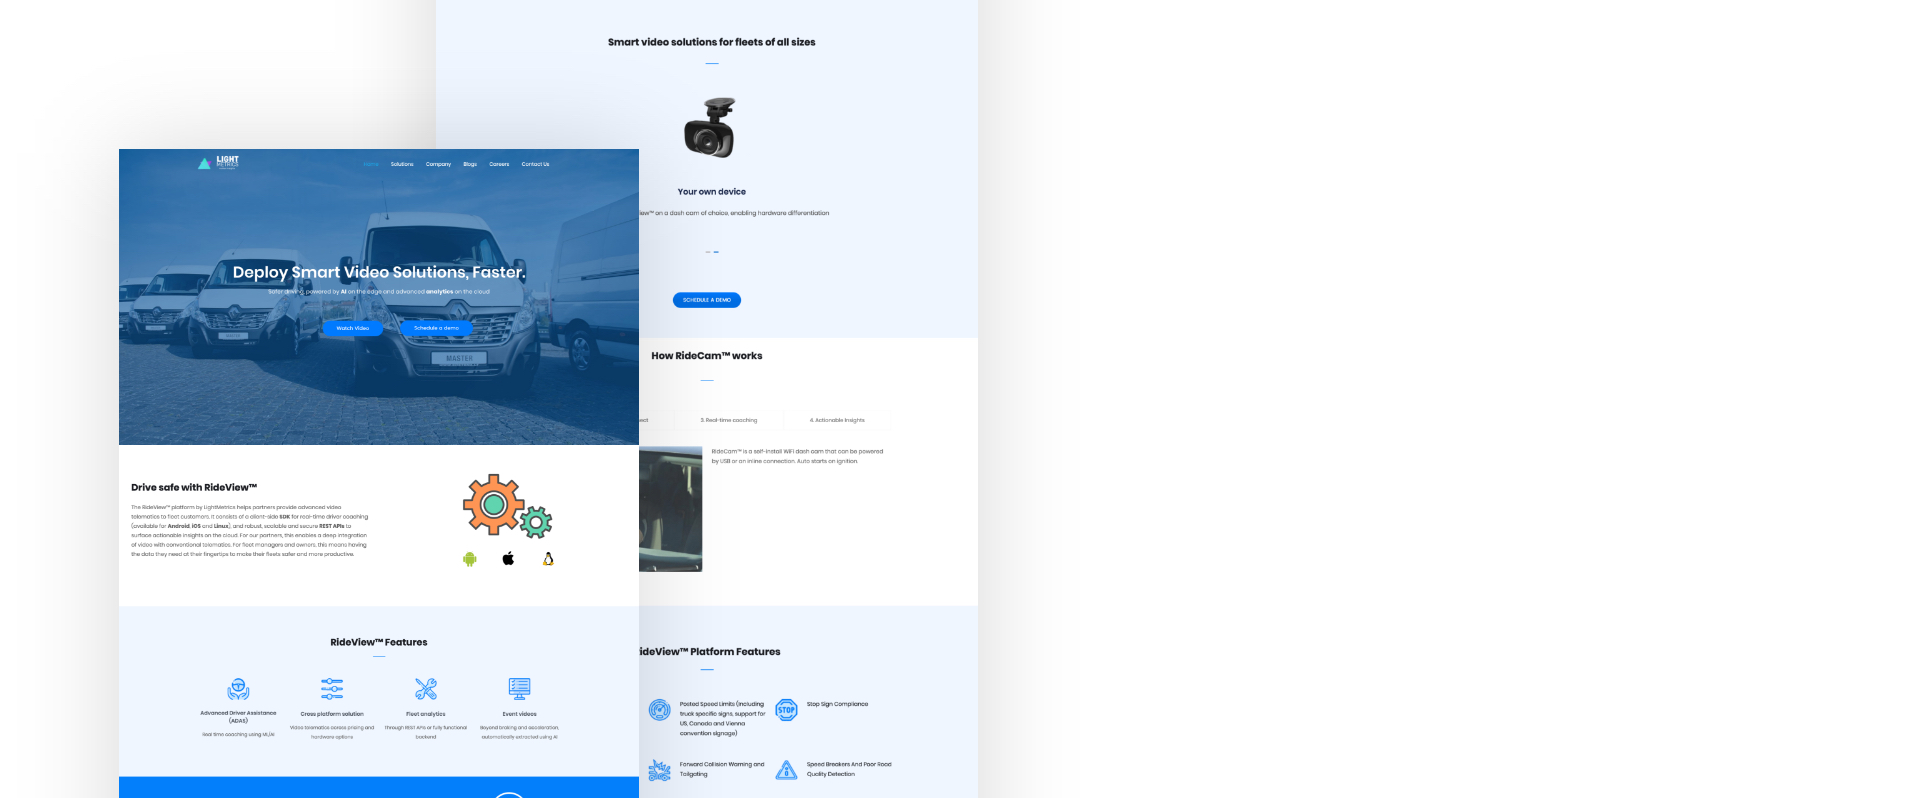 LIGHT
METRICS
Home
Solutions
Company
Blogs
Careers
Contact Us
Deploy Smart Video Solutions, Faster.
Safer driving, powered by AI on the edge and advanced analytics on the cloud
Watch Video
Schedule a demo
MASTER
Drive safe with RideView™
The RideView™ platform by LightMetrics helps partners provide advanced video
telematics to fleet customers. It consists of a client-side SDK for real-time driver coaching
(available for Android, iOS and Linux), and robust, scalable and secure REST APIs to
surface actionable insights on the cloud. For our partners, this enables a deep integration
of video with conventional telematics. For fleet managers and owners, this means having
the data they need at their fingertips to make their fleets safer and more productive.
RideView™ Features
Advanced Driver Assistance
(ADAS)
Real time coaching using ML/AI
Cross platform solution
Video telematics across pricing and
hardware options
Fleet analytics
Through REST APIs or fully functional
backend
Event videos
Beyond braking and acceleration,
automatically extracted using AI
Smart video solutions for fleets of all sizes
Your own device
iew™ on a dash cam of choice, enabling hardware differentiation
SCHEDULE A DEMO
How RideCam™ works
ect
3. Real-time coaching
4. Actionable Insights
RideCam™ is a self-install WiFi dash cam that can be powered
by USB or an inline connection. Auto starts on ignition.
ideView™ Platform Features
Posted Speed Limits (including
truck specific signs, support for
US, Canada and Vienna
convention signage)
STOP
Stop Sign Compliance
Forward Collision Warning and
Tailgating
Speed Breakers And Poor Road
Quality Detection